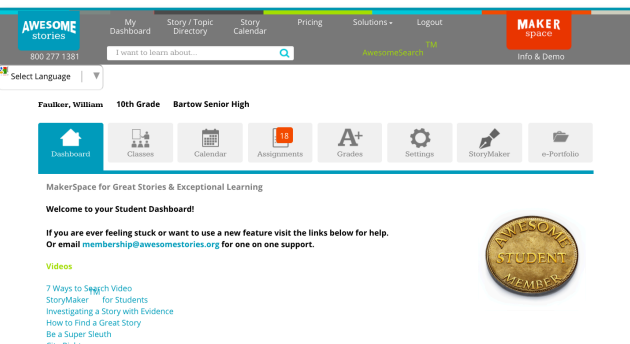 AWESOME
stories
800 277 1381
My
Dashboard
Story / Topic
Directory
Story
Calendar
Pricing
Solutions
Logout
MAKER
space
Info & Demo
I want to learn about...
AwesomeSearch™
Select Language
Faulker, William 10th Grade Bartow Senior High
18
A+
Dashboard Classes Calendar Assignments Grades Settings StoryMaker e-Portfolio
MakerSpace for Great Stories & Exceptional Learning
Welcome to your Student Dashboard!
If you are ever feeling stuck or want to use a new feature visit the links below for help.
Or email membership@awesomestories.org for one on one support.
AWESOME
STUDENT
MEMBER
Videos
7 Ways to Search Video
StoryMaker™ for Students
Investigating a Story with Evidence
How to Find a Great Story
Be a Super Sleuth